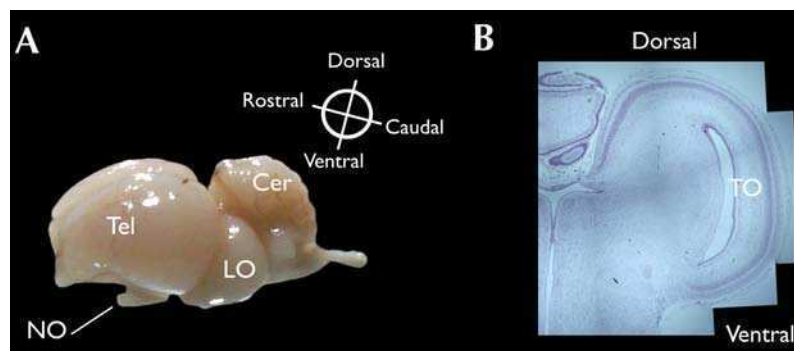 A
Dorsal
Rostral
Caudal
Ventral
Cer
Tel
LO
NO
B
Dorsal
TO
Ventral